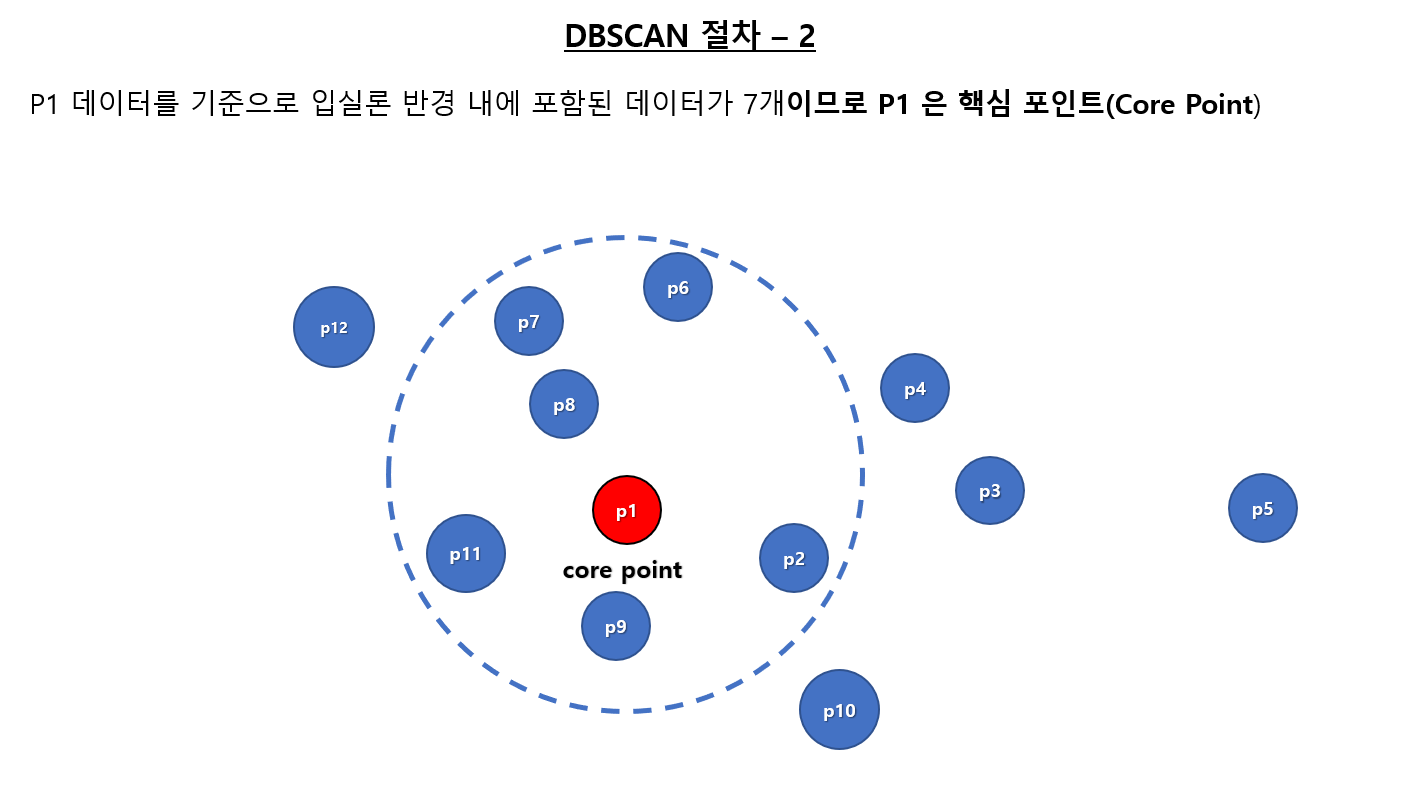 DBSCAN 절차 – 2
P1 데이터를 기준으로 입실론 반경 내에 포함된 데이터가 7개이므로 P1 은 핵심 포인트(Core Point)
p6
p7
p12
p4
p8
p3
p5
p1
p11
p2
core point
p9
p10